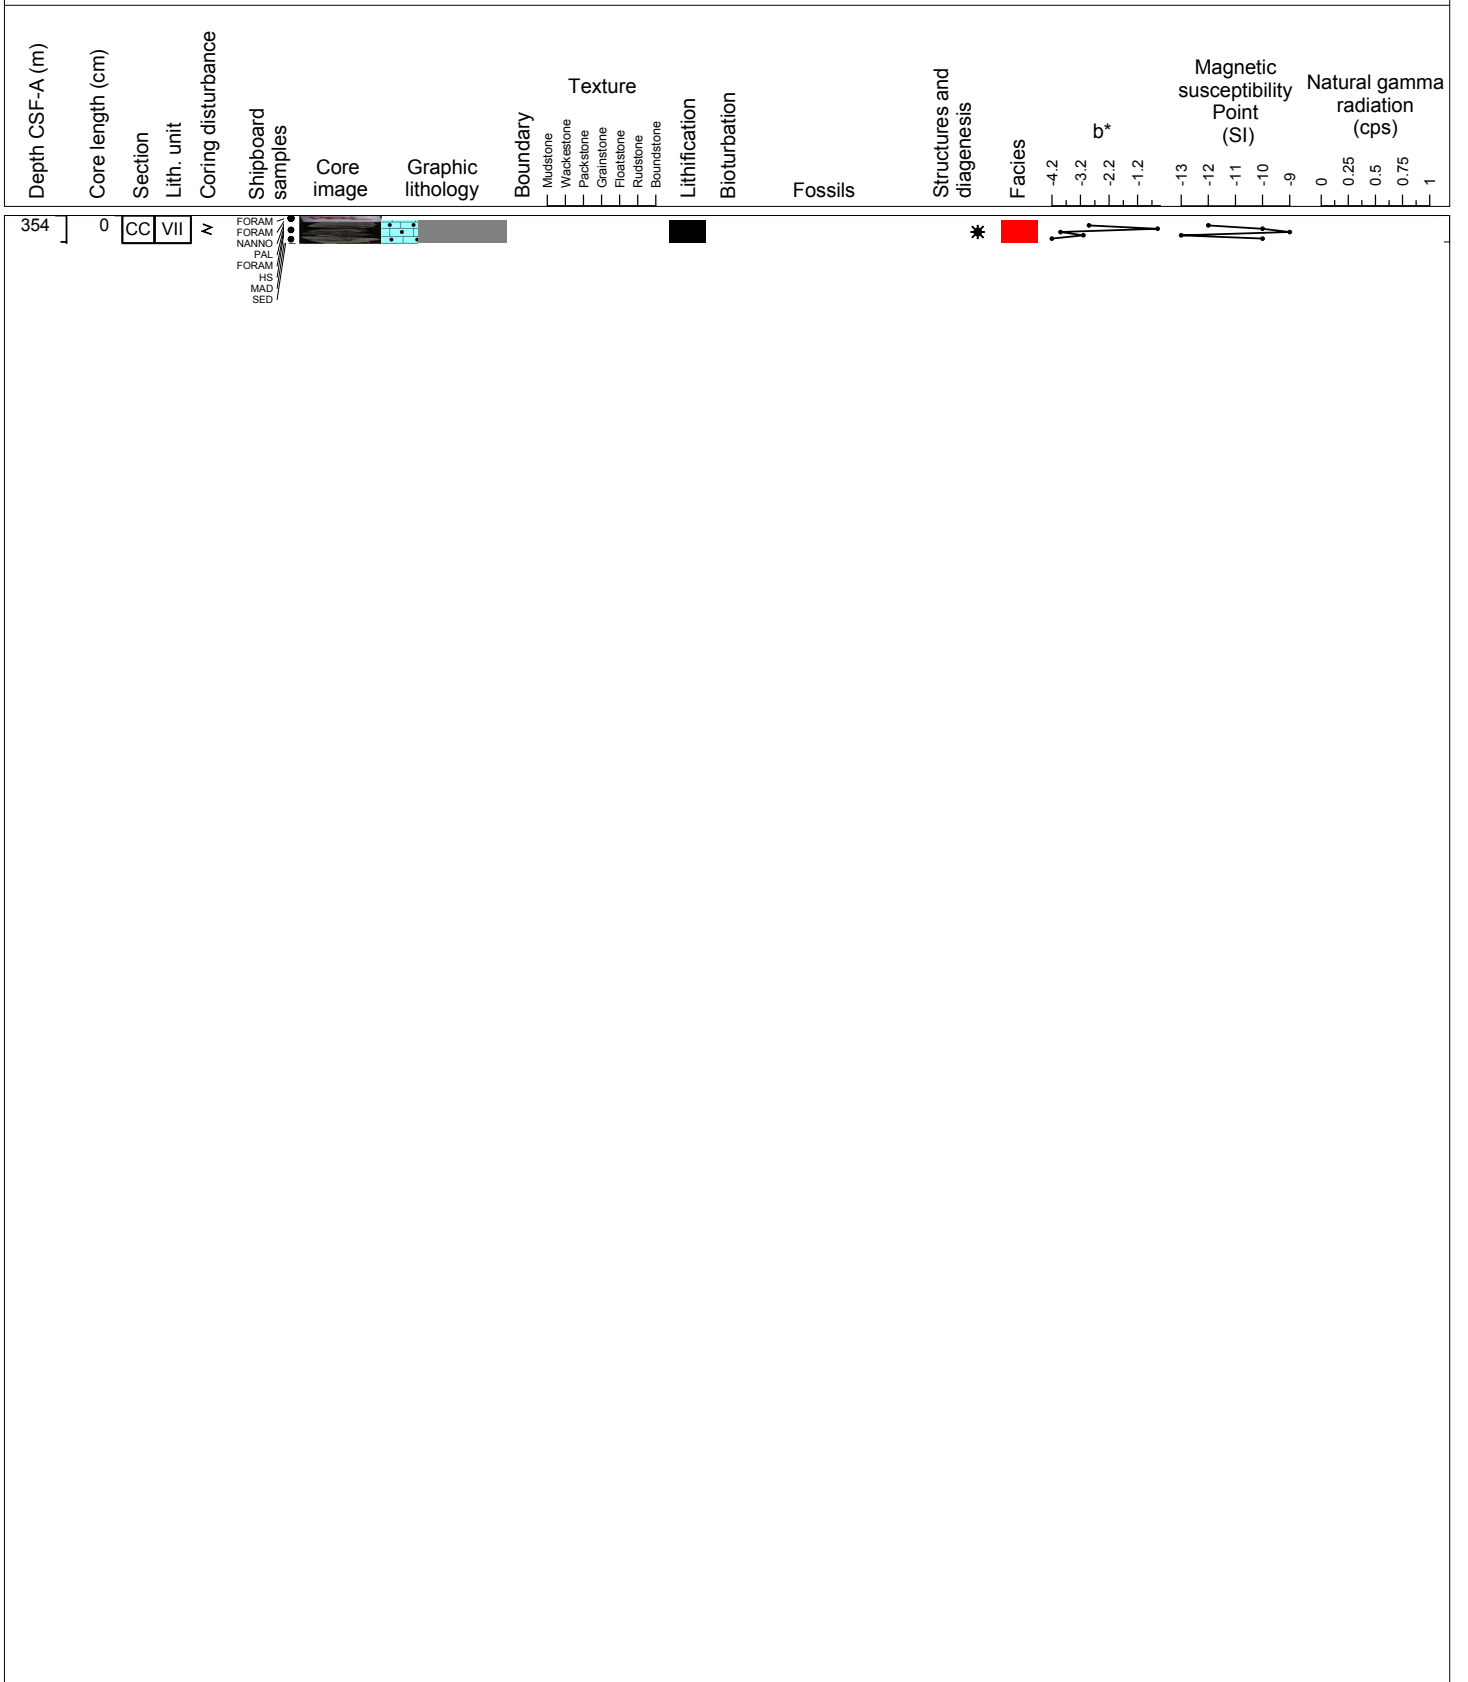 Depth CSF-A (m)
Core length (cm)
Section
Lith. unit
Coring disturbance
Shipboard
samples
Core
image
Graphic
lithology
Boundary
Texture
Mudstone
Wackestone
Packstone
Grainstone
Floatstone
Rudstone
Boundstone
Lithification
Bioturbation
Fossils
Structures and
diagenesis
Facies
b*
-4.2
-3.2
-2.2
-1.2
Magnetic
susceptibility
Point
(SI)
-13
-12
-11
-10
-9
Natural gamma
radiation
(cps)
0
0.25
0.5
0.75
1
354
0
CC
VII
FORAM
FORAM
NANNO
PAL
FORAM
HS
MAD
SED